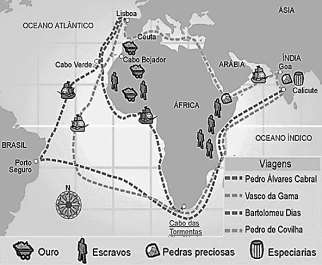 OCEANO ATLÂNTICO
Lisboa
ÁSIA
Ceuta
Cabo Bojador
Cabo Verde
ARÁBIA
ÍNDIA
Goa
Calicute
ÁFRICA
BRASIL
Porto
Seguro
OCEANO ÍNDICO
Viagens
Pedro Álvares Cabral
Vasco da Gama
Bartolomeu Dias
Pedro de Covilha
N
Cabo das
Tormentas
Ouro
Escravos
Pedras preciosas
Especiarias